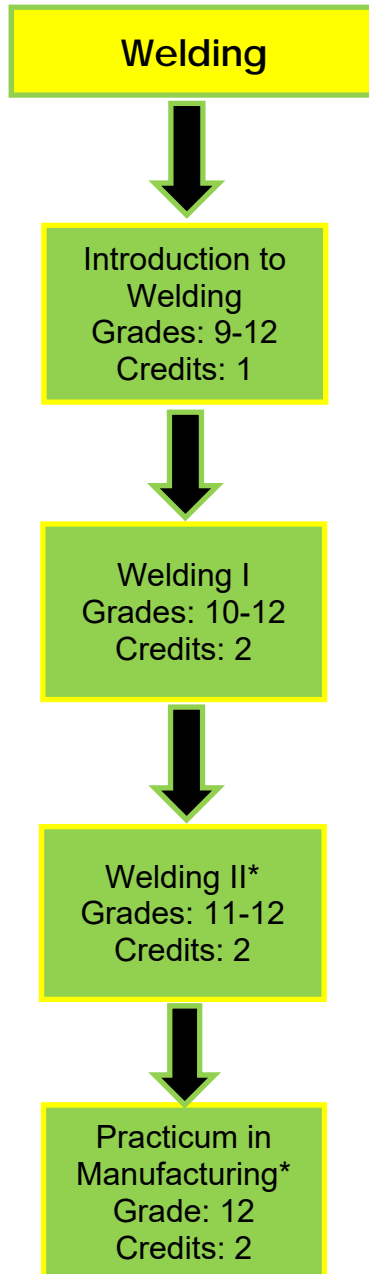 Welding
Introduction to
Welding
Grades: 9-12
Credits: 1
Welding I
Grades: 10-12
Credits: 2
Welding II*
Grades: 11-12
Credits: 2
Practicum in
Manufacturing*
Grade: 12
Credits: 2